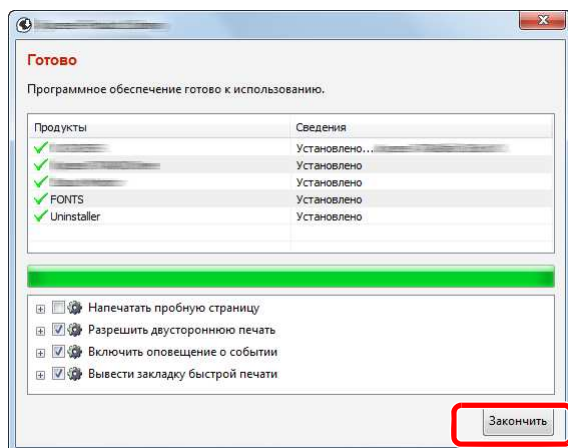 Готово
Программное обеспечение готово к использованию.
Продукты Сведения
Установлено...
Установлено
Установлено
FONTS Установлено
Uninstaller Установлено
Напечатать пробную страницу
Разрешить двустороннюю печать
Включить оповещение о событии
Вывести закладку быстрой печати
Закончить